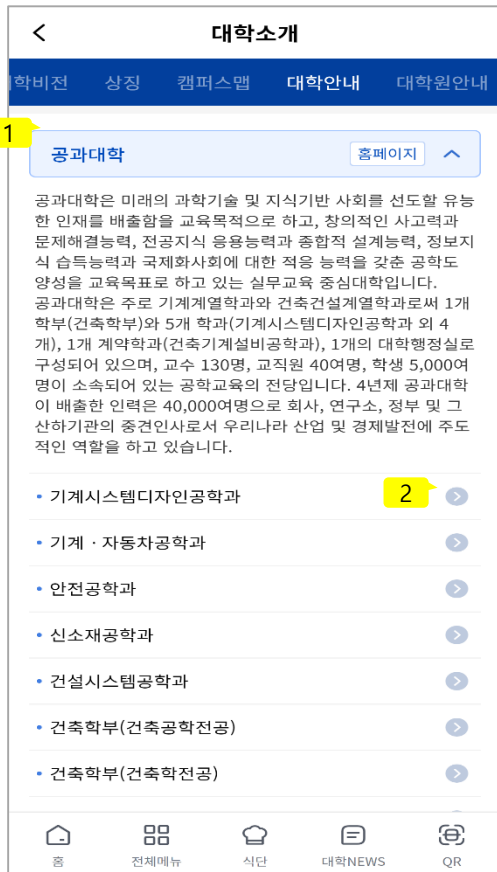 대학소개
학비전 상징 캠퍼스맵 대학안내 대학원안내
1
공과대학 홈페이지
공과대학은 미래의 과학기술 및 지식기반 사회를 선도할 유능
한 인재를 배출함을 교육목적으로 하고, 창의적인 사고력과
문제해결능력, 전공지식 응용능력과 종합적 설계능력, 정보지
식 습득능력과 국제화사회에 대한 적응 능력을 갖춘 공학도
양성을 교육목표로 하고 있는 실무교육 중심대학입니다.
공과대학은 주로 기계계열학과와 건축건설계열학과로써 1개
학부(건축학부)와 5개 학과(기계시스템디자인공학과 외 4
개), 1개 계약학과(건축기계설비공학과), 1개의 대학행정실로
구성되어 있으며, 교수 130명, 교직원 40여명, 학생 5,000여
명이 소속되어 있는 공학교육의 전당입니다. 4년제 공과대학
이 배출한 인력은 40,000여명으로 회사, 연구소, 정부 및 그
산하기관의 중견인사로서 우리나라 산업 및 경제발전에 주도
적인 역할을 하고 있습니다.
• 기계시스템디자인공학과 2
• 기계 · 자동차공학과
• 안전공학과
• 신소재공학과
• 건설시스템공학과
• 건축학부(건축공학전공)
• 건축학부(건축학전공)
홈 전체메뉴 식단 대학NEWS QR